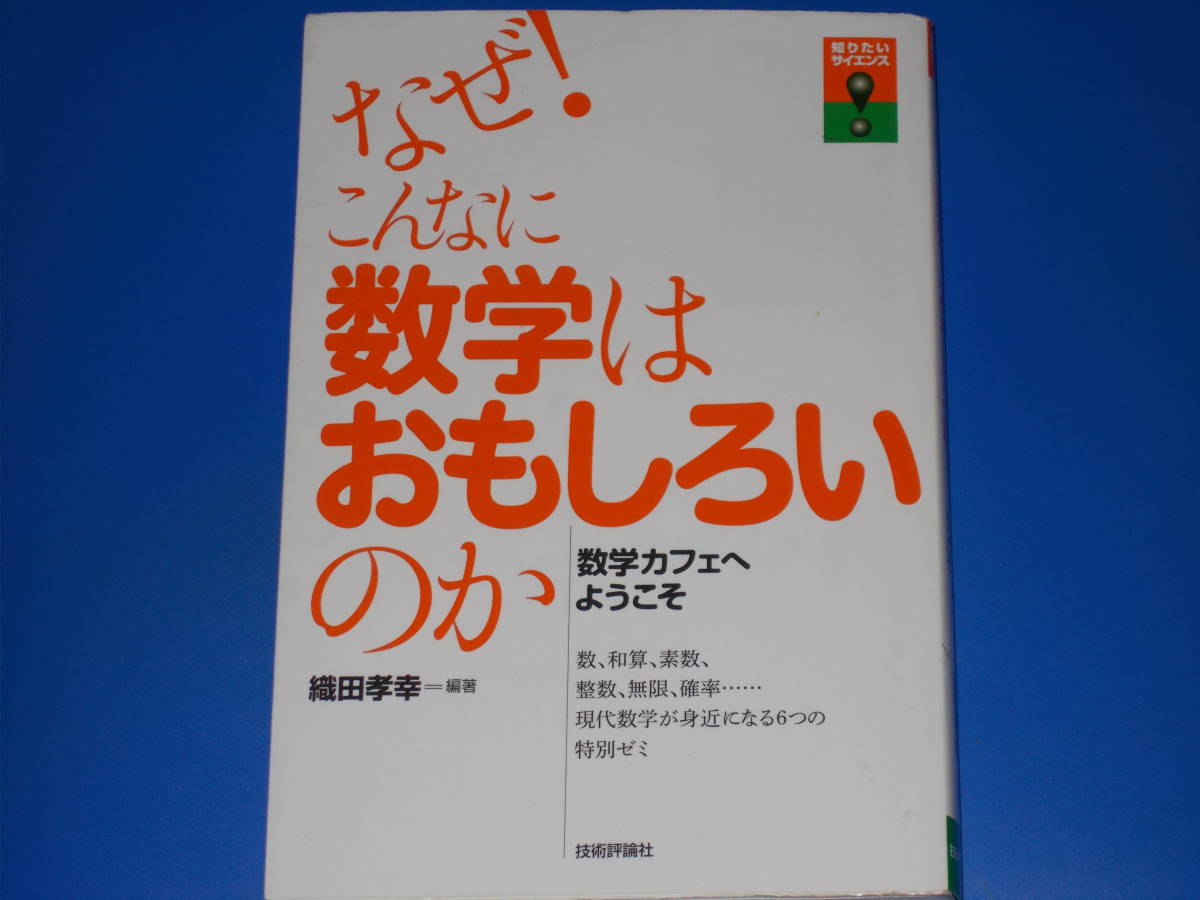 知りたい
サイエンス
なぜ!
こんなに
数学は
おもしろい
のか
数学カフェへ
ようこそ
織田孝幸＝編著
数、和算、素数、
整数、無限、確率……
現代数学が身近になる6つの
特別ゼミ
技術評論社